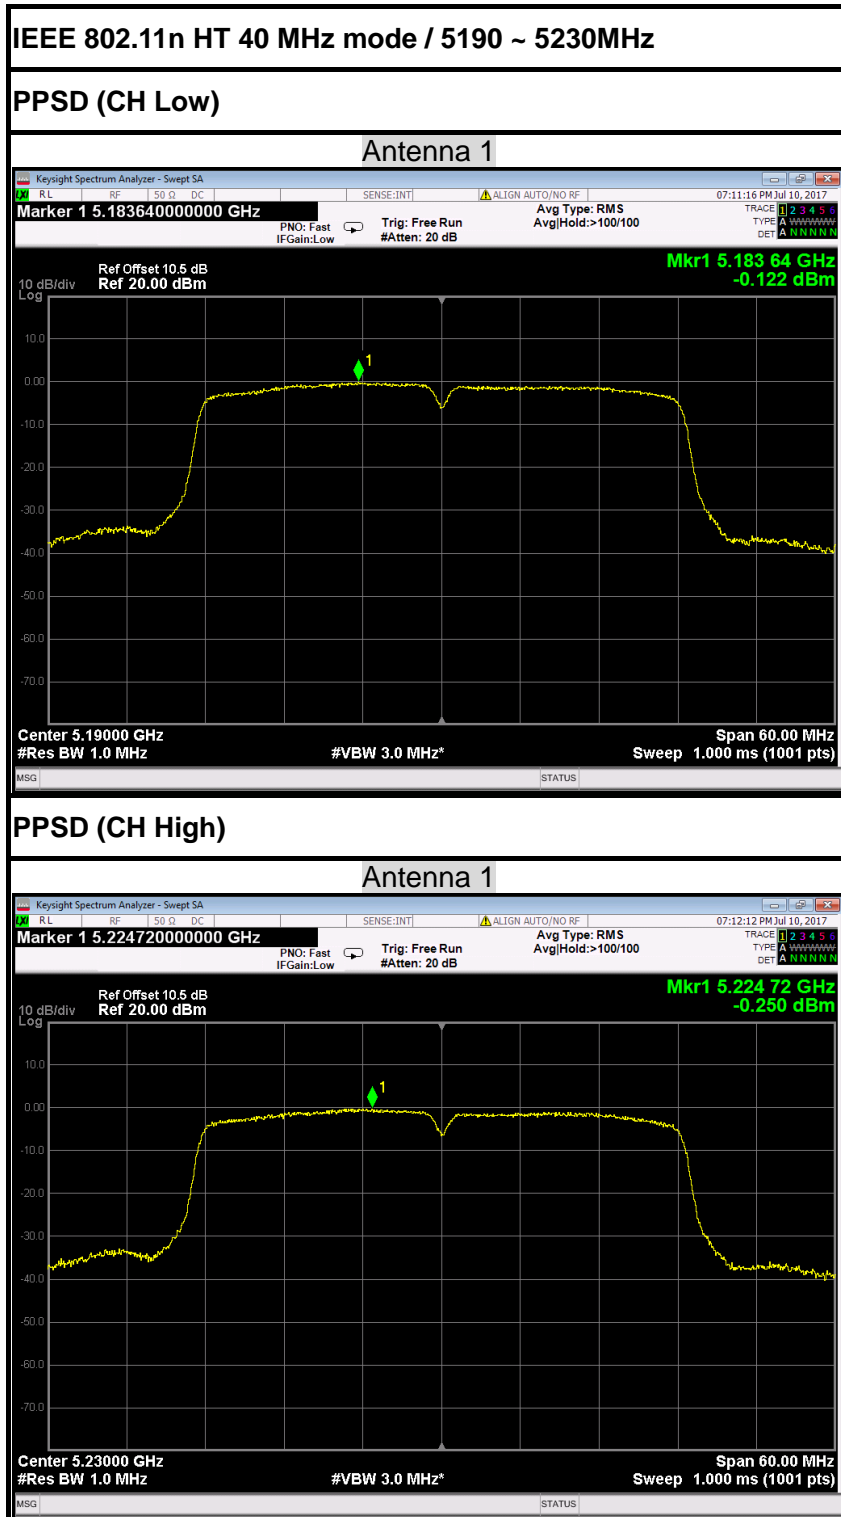 IEEE 802.11n HT 40 MHz mode / 5190 ~ 5230MHz
PPSD (CH Low)
Antenna 1
Keysight Spectrum Analyzer - Swept SA
LXI RL RF 50 Ω DC SENSE:INT ALIGN AUTO/NO RF 07:11:16 PM Jul 10, 2017
Marker 1 5.183640000000 GHz
PNO: Fast
IFGain:Low
Trig: Free Run
#Atten: 20 dB
Avg Type: RMS
Avg|Hold:>100/100
TRACE 1 2 3 4 5 6
TYPE A WWWWW
DET A N N N N N
Mkr1 5.183 64 GHz
-0.122 dBm
Ref Offset 10.5 dB
10 dB/div Ref 20.00 dBm
Log
1
10.0
0.00
-10.0
-20.0
-30.0
-40.0
-50.0
-60.0
-70.0
Center 5.19000 GHz Span 60.00 MHz
#Res BW 1.0 MHz #VBW 3.0 MHz* Sweep 1.000 ms (1001 pts)
MSG STATUS
PPSD (CH High)
Antenna 1
Keysight Spectrum Analyzer - Swept SA
LXI RL RF 50 Ω DC SENSE:INT ALIGN AUTO/NO RF 07:12:12 PM Jul 10, 2017
Marker 1 5.224720000000 GHz
PNO: Fast
IFGain:Low
Trig: Free Run
#Atten: 20 dB
Avg Type: RMS
Avg|Hold:>100/100
TRACE 1 2 3 4 5 6
TYPE A WWWWW
DET A N N N N N
Mkr1 5.224 72 GHz
-0.250 dBm
Ref Offset 10.5 dB
10 dB/div Ref 20.00 dBm
Log
1
10.0
0.00
-10.0
-20.0
-30.0
-40.0
-50.0
-60.0
-70.0
Center 5.23000 GHz Span 60.00 MHz
#Res BW 1.0 MHz #VBW 3.0 MHz* Sweep 1.000 ms (1001 pts)
MSG STATUS